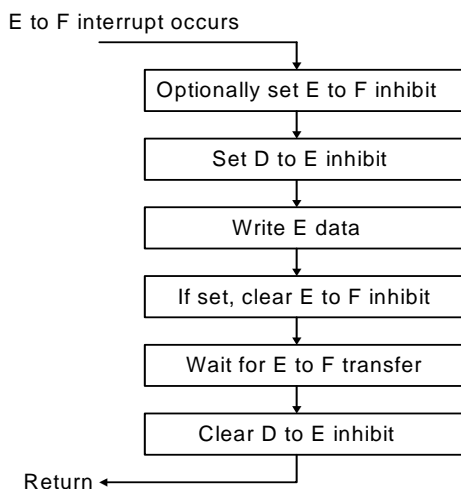 E to F interrupt occurs
Optionally set E to F inhibit
Set D to E inhibit
Write E data
If set, clear E to F inhibit
Wait for E to F transfer
Clear D to E inhibit
Return